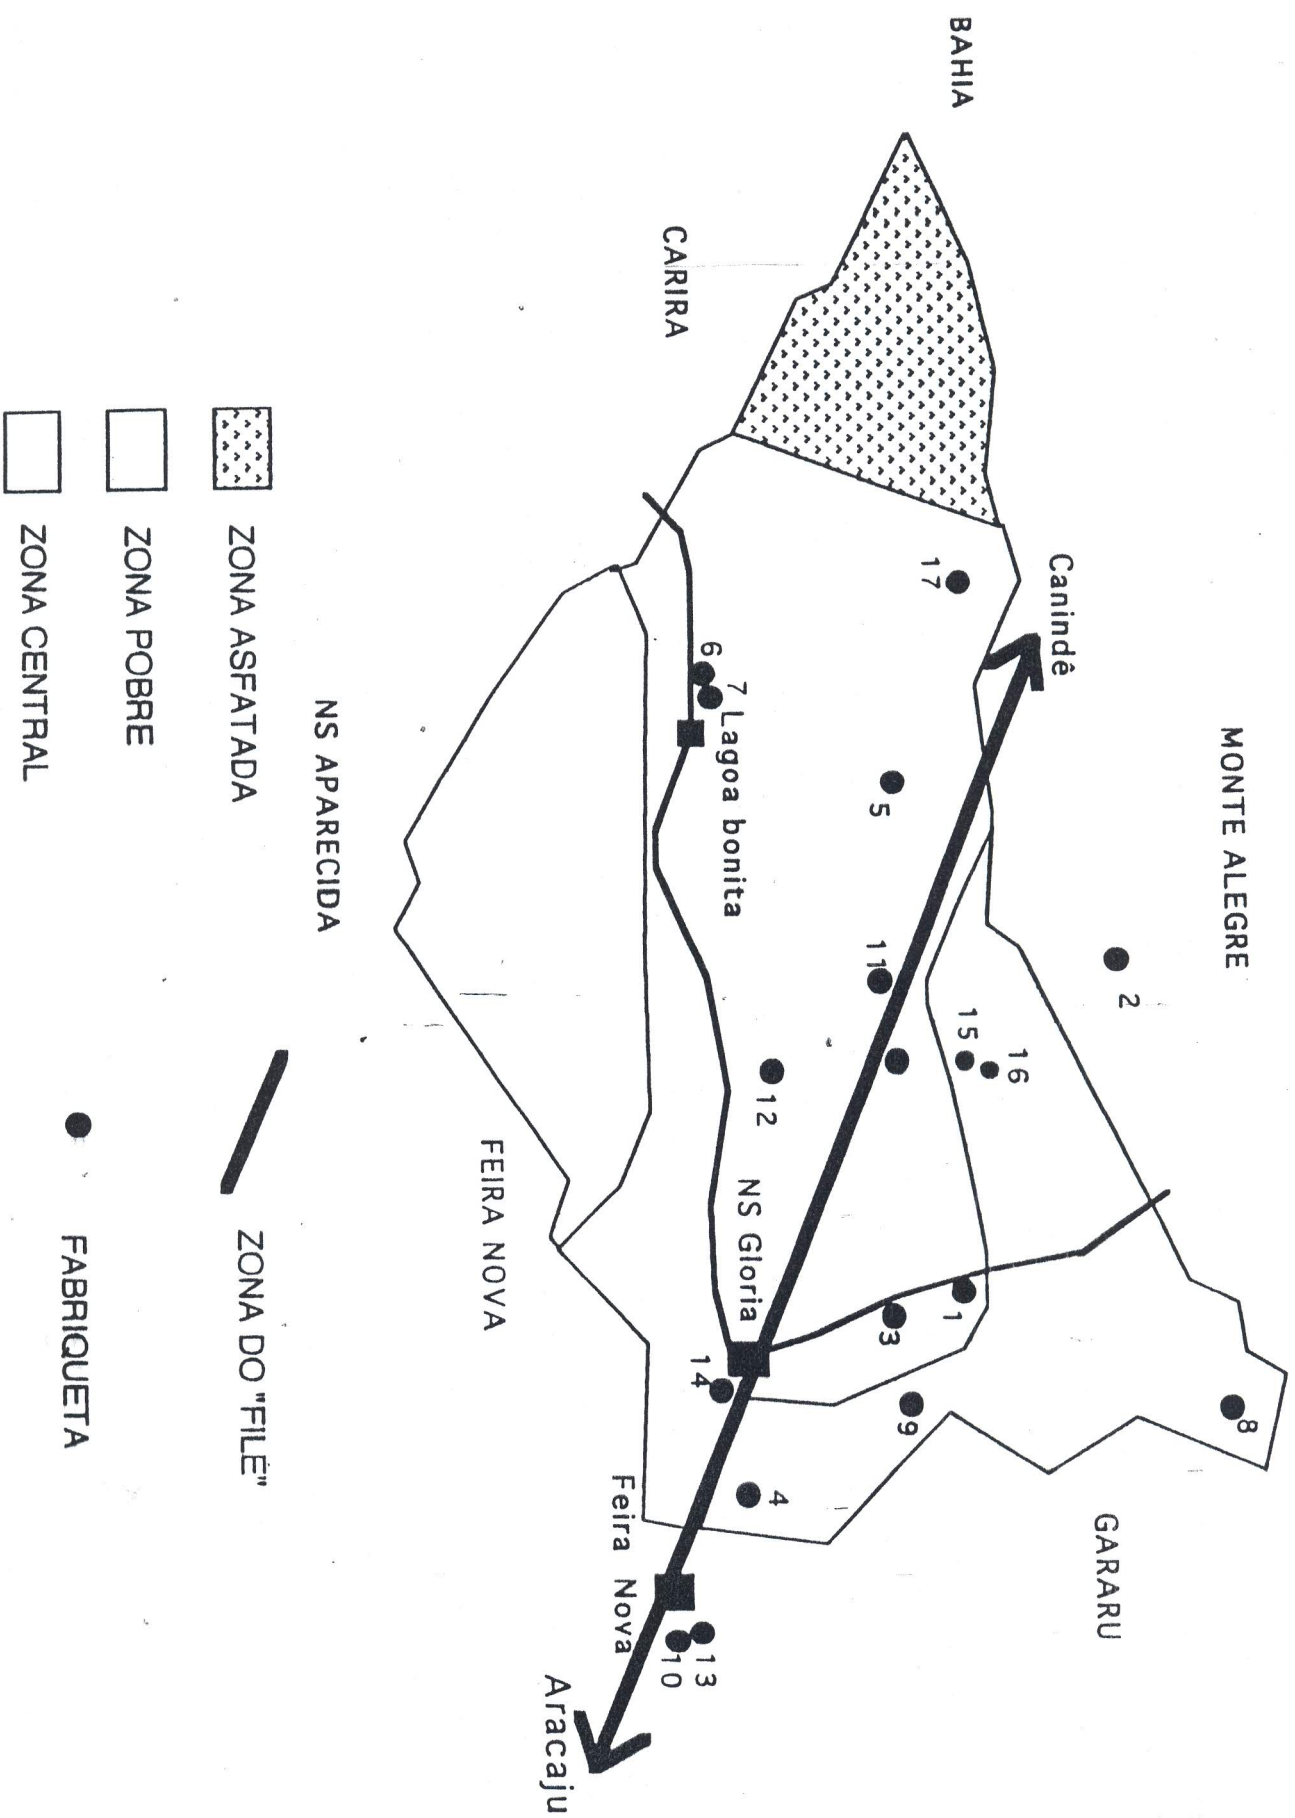 BAHIA
MONTE ALEGRE
Canindê
CARIRA
GARARU
2
8
16
15
17
1
9
3
5
11
12
4
6
7 Lagoa bonita
NS Gloria
14
13
10
Feira Nova
Aracaju
FEIRA NOVA
NS APARECIDA
ZONA ASFATADA
ZONA POBRE
ZONA CENTRAL
ZONA DO "FILÉ"
FABRIQUETA